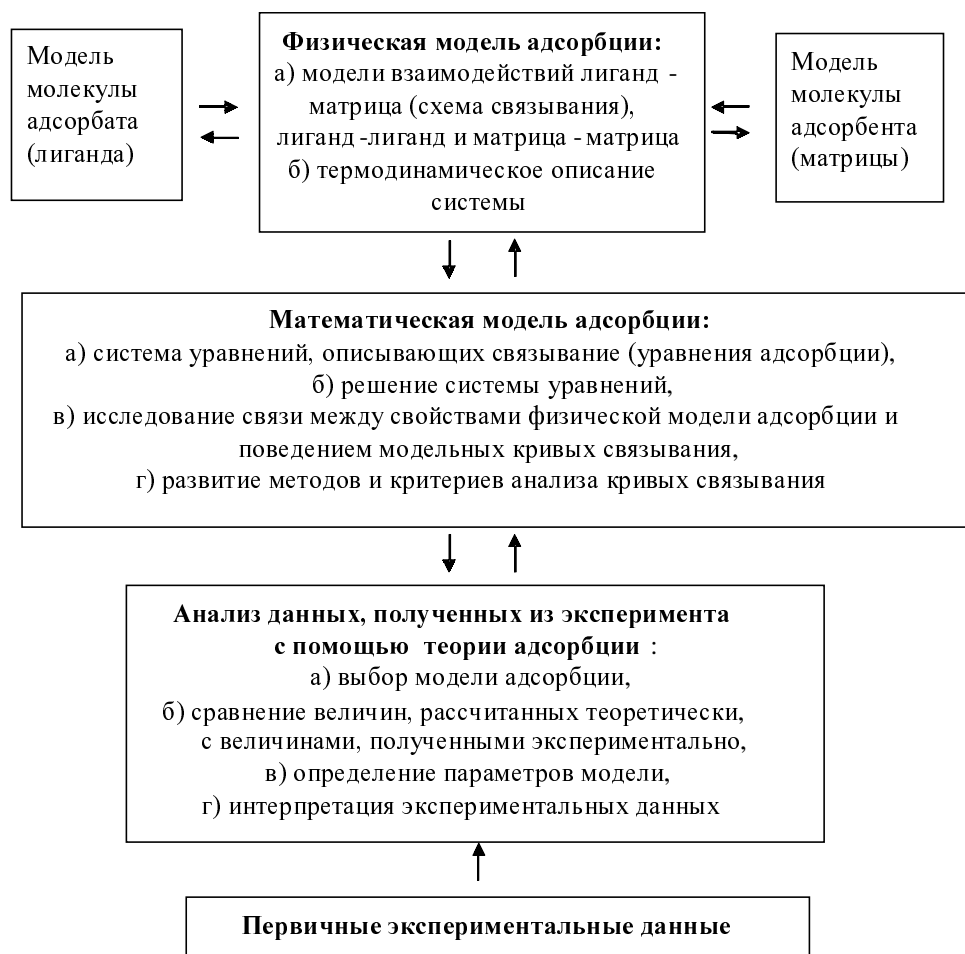 Модель
молекулы
адсорбата
(лиганда)
Физическая модель адсорбции:
а) модели взаимодействий лиганд -
матрица (схема связывания),
лиганд -лиганд и матрица - матрица
б) термодинамическое описание
системы
Модель
молекулы
адсорбента
(матрицы)
Математическая модель адсорбции:
а) система уравнений, описывающих связывание (уравнения адсорбции),
б) решение системы уравнений,
в) исследование связи между свойствами физической модели адсорбции и
поведением модельных кривых связывания,
г) развитие методов и критериев анализа кривых связывания
Анализ данных, полученных из эксперимента
с помощью теории адсорбции :
а) выбор модели адсорбции,
б) сравнение величин, рассчитанных теоретически,
с величинами, полученными экспериментально,
в) определение параметров модели,
г) интерпретация экспериментальных данных
Первичные экспериментальные данные